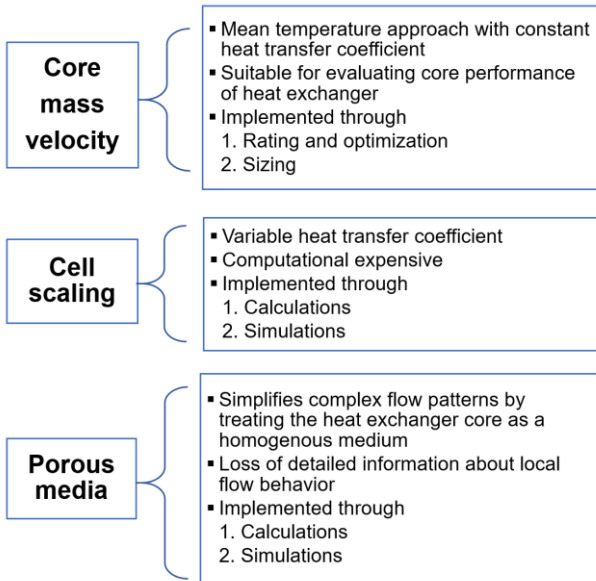 Core
mass
velocity
▪ Mean temperature approach with constant
heat transfer coefficient
▪ Suitable for evaluating core performance
of heat exchanger
▪ Implemented through
1. Rating and optimization
2. Sizing
Cell
scaling
▪ Variable heat transfer coefficient
▪ Computational expensive
▪ Implemented through
1. Calculations
2. Simulations
Porous
media
▪ Simplifies complex flow patterns by
treating the heat exchanger core as a
homogenous medium
▪ Loss of detailed information about local
flow behavior
▪ Implemented through
1. Calculations
2. Simulations